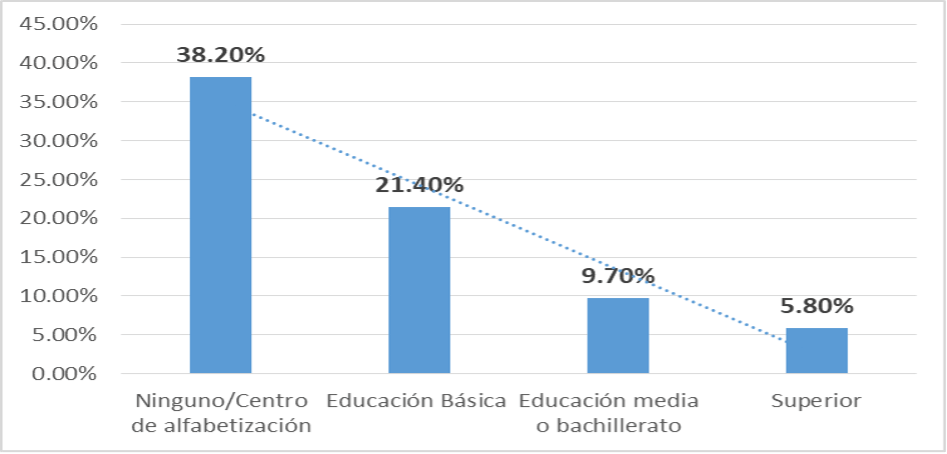 45.00%
40.00%
35.00%
30.00%
25.00%
20.00%
15.00%
10.00%
5.00%
0.00%
38.20%
21.40%
9.70%
5.80%
Ninguno/Centro
de alfabetización
Educación Básica
Educación media
o bachillerato
Superior